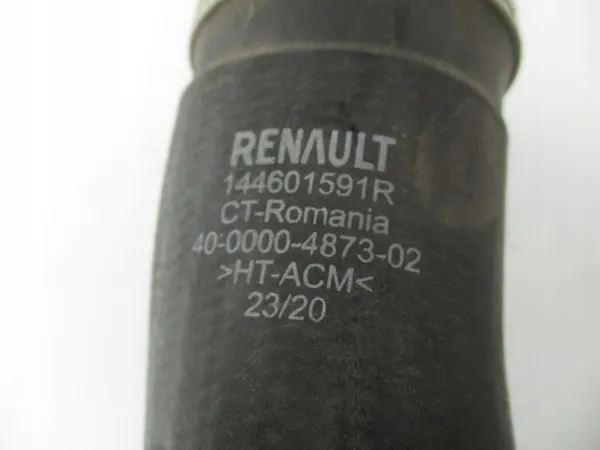 RENAULT
144601591R
CT-Romania
40-0000-4873-02
>HT-ACM<
23/20